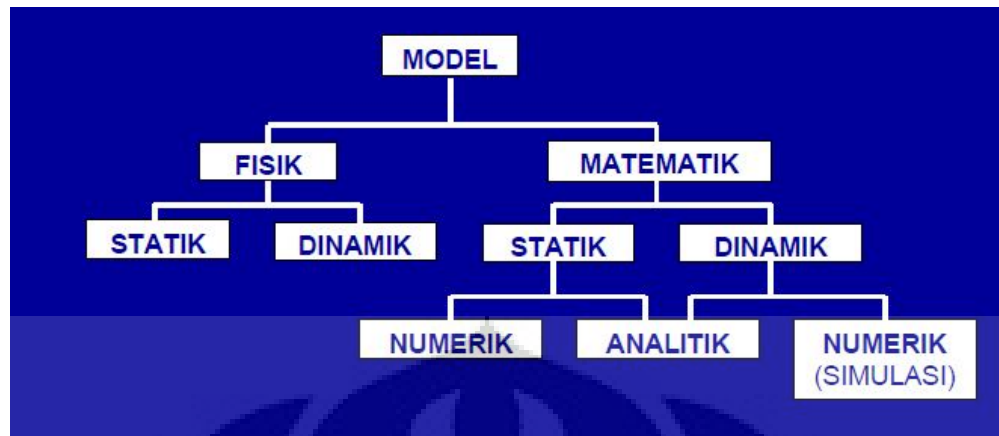 MODEL
FISIK
MATEMATIK
STATIK
DINAMIK
STATIK
DINAMIK
NUMERIK
ANALITIK
NUMERIK
(SIMULASI)